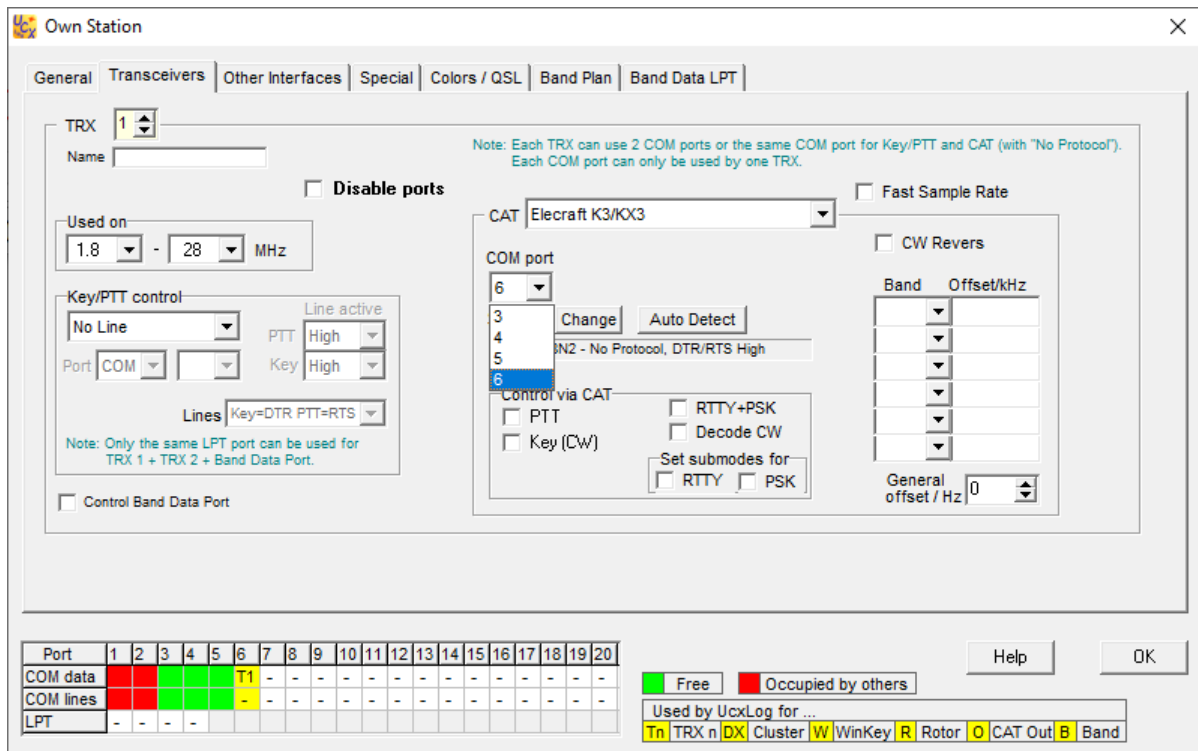 UCX Own Station
General Transceivers Other Interfaces Special Colors / QSL Band Plan Band Data LPT
TRX 1
Name
Note: Each TRX can use 2 COM ports or the same COM port for Key/PTT and CAT (with "No Protocol").
Each COM port can only be used by one TRX.
Disable ports
Fast Sample Rate
Used on
1.8 - 28 MHz
CAT Elecraft K3/KX3
CW Revers
COM port
6
3
4
5
6
Change Auto Detect
8N2 - No Protocol, DTR/RTS High
Band Offset/kHz
Key/PTT control
No Line
Line active
PTT High
Port COM
Key High
Lines Key=DTR PTT=RTS
Note: Only the same LPT port can be used for
TRX 1 + TRX 2 + Band Data Port.
Control via CAT
PTT
Key (CW)
RTTY+PSK
Decode CW
Set submodes for
RTTY PSK
General
offset / Hz 0
Control Band Data Port
Port 1 2 3 4 5 6 7 8 9 10 11 12 13 14 15 16 17 18 19 20
COM data T1 - - - - - - - - - - - - - -
COM lines - - - - - - - - - - - - - - -
LPT - - - -
Help OK
Free Occupied by others
Used by UcxLog for ...
Tn TRX n DX Cluster W WinKey R Rotor O CAT Out B Band